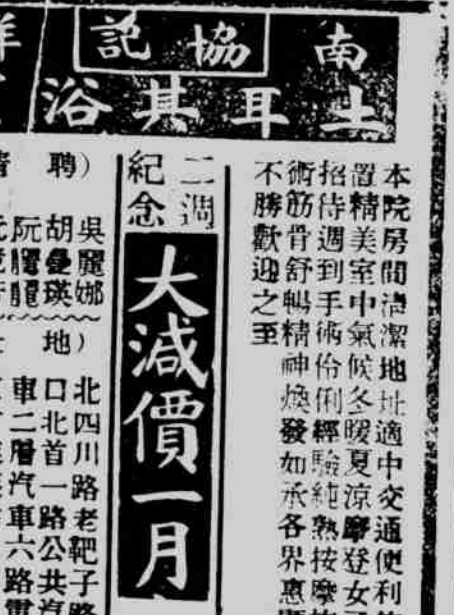 南協記
土耳其浴
本院房間清潔地址適中交通便利
置精美室中氣候冬暖夏涼摩登女
招待週到手術伶俐經驗純熟按摩
術筋骨舒暢精神煥發如承各界惠
不勝歡迎之至
二週
紀念
大減價一月
聘）
吳麗娜
胡曼瑛
阮麗麗
地）
北四川路老靶子路
口北首一路公共汽
車二層汽車六路電